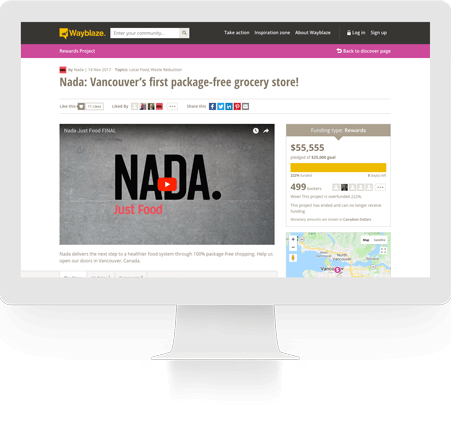 Wayblaze.
Enter your community...
Take action Inspiration zone About Wayblaze
Log in Sign up
Rewards Project
Back to discover page
By Nada | 14 Nov 2017 Topics: Local Food, Waste Reduction
Nada: Vancouver's first package-free grocery store!
Like this
Liked By
Share this
Nada Just Food FINAL
NADA.
Just Food
Nada delivers the next step to a healthier food system through 100% package free shopping. Help us
open our doors in Vancouver, Canada.
Funding type: Rewards
$55,555
pledged of $25,000 goal
222% funded
0 days left
499 backers
Wow! This project is overfunded 222%
This project has ended and can no longer receive
funding
Monetary amounts are shown in Canadian Dollars
Map Satellite
North
Vancouver
Vancouver